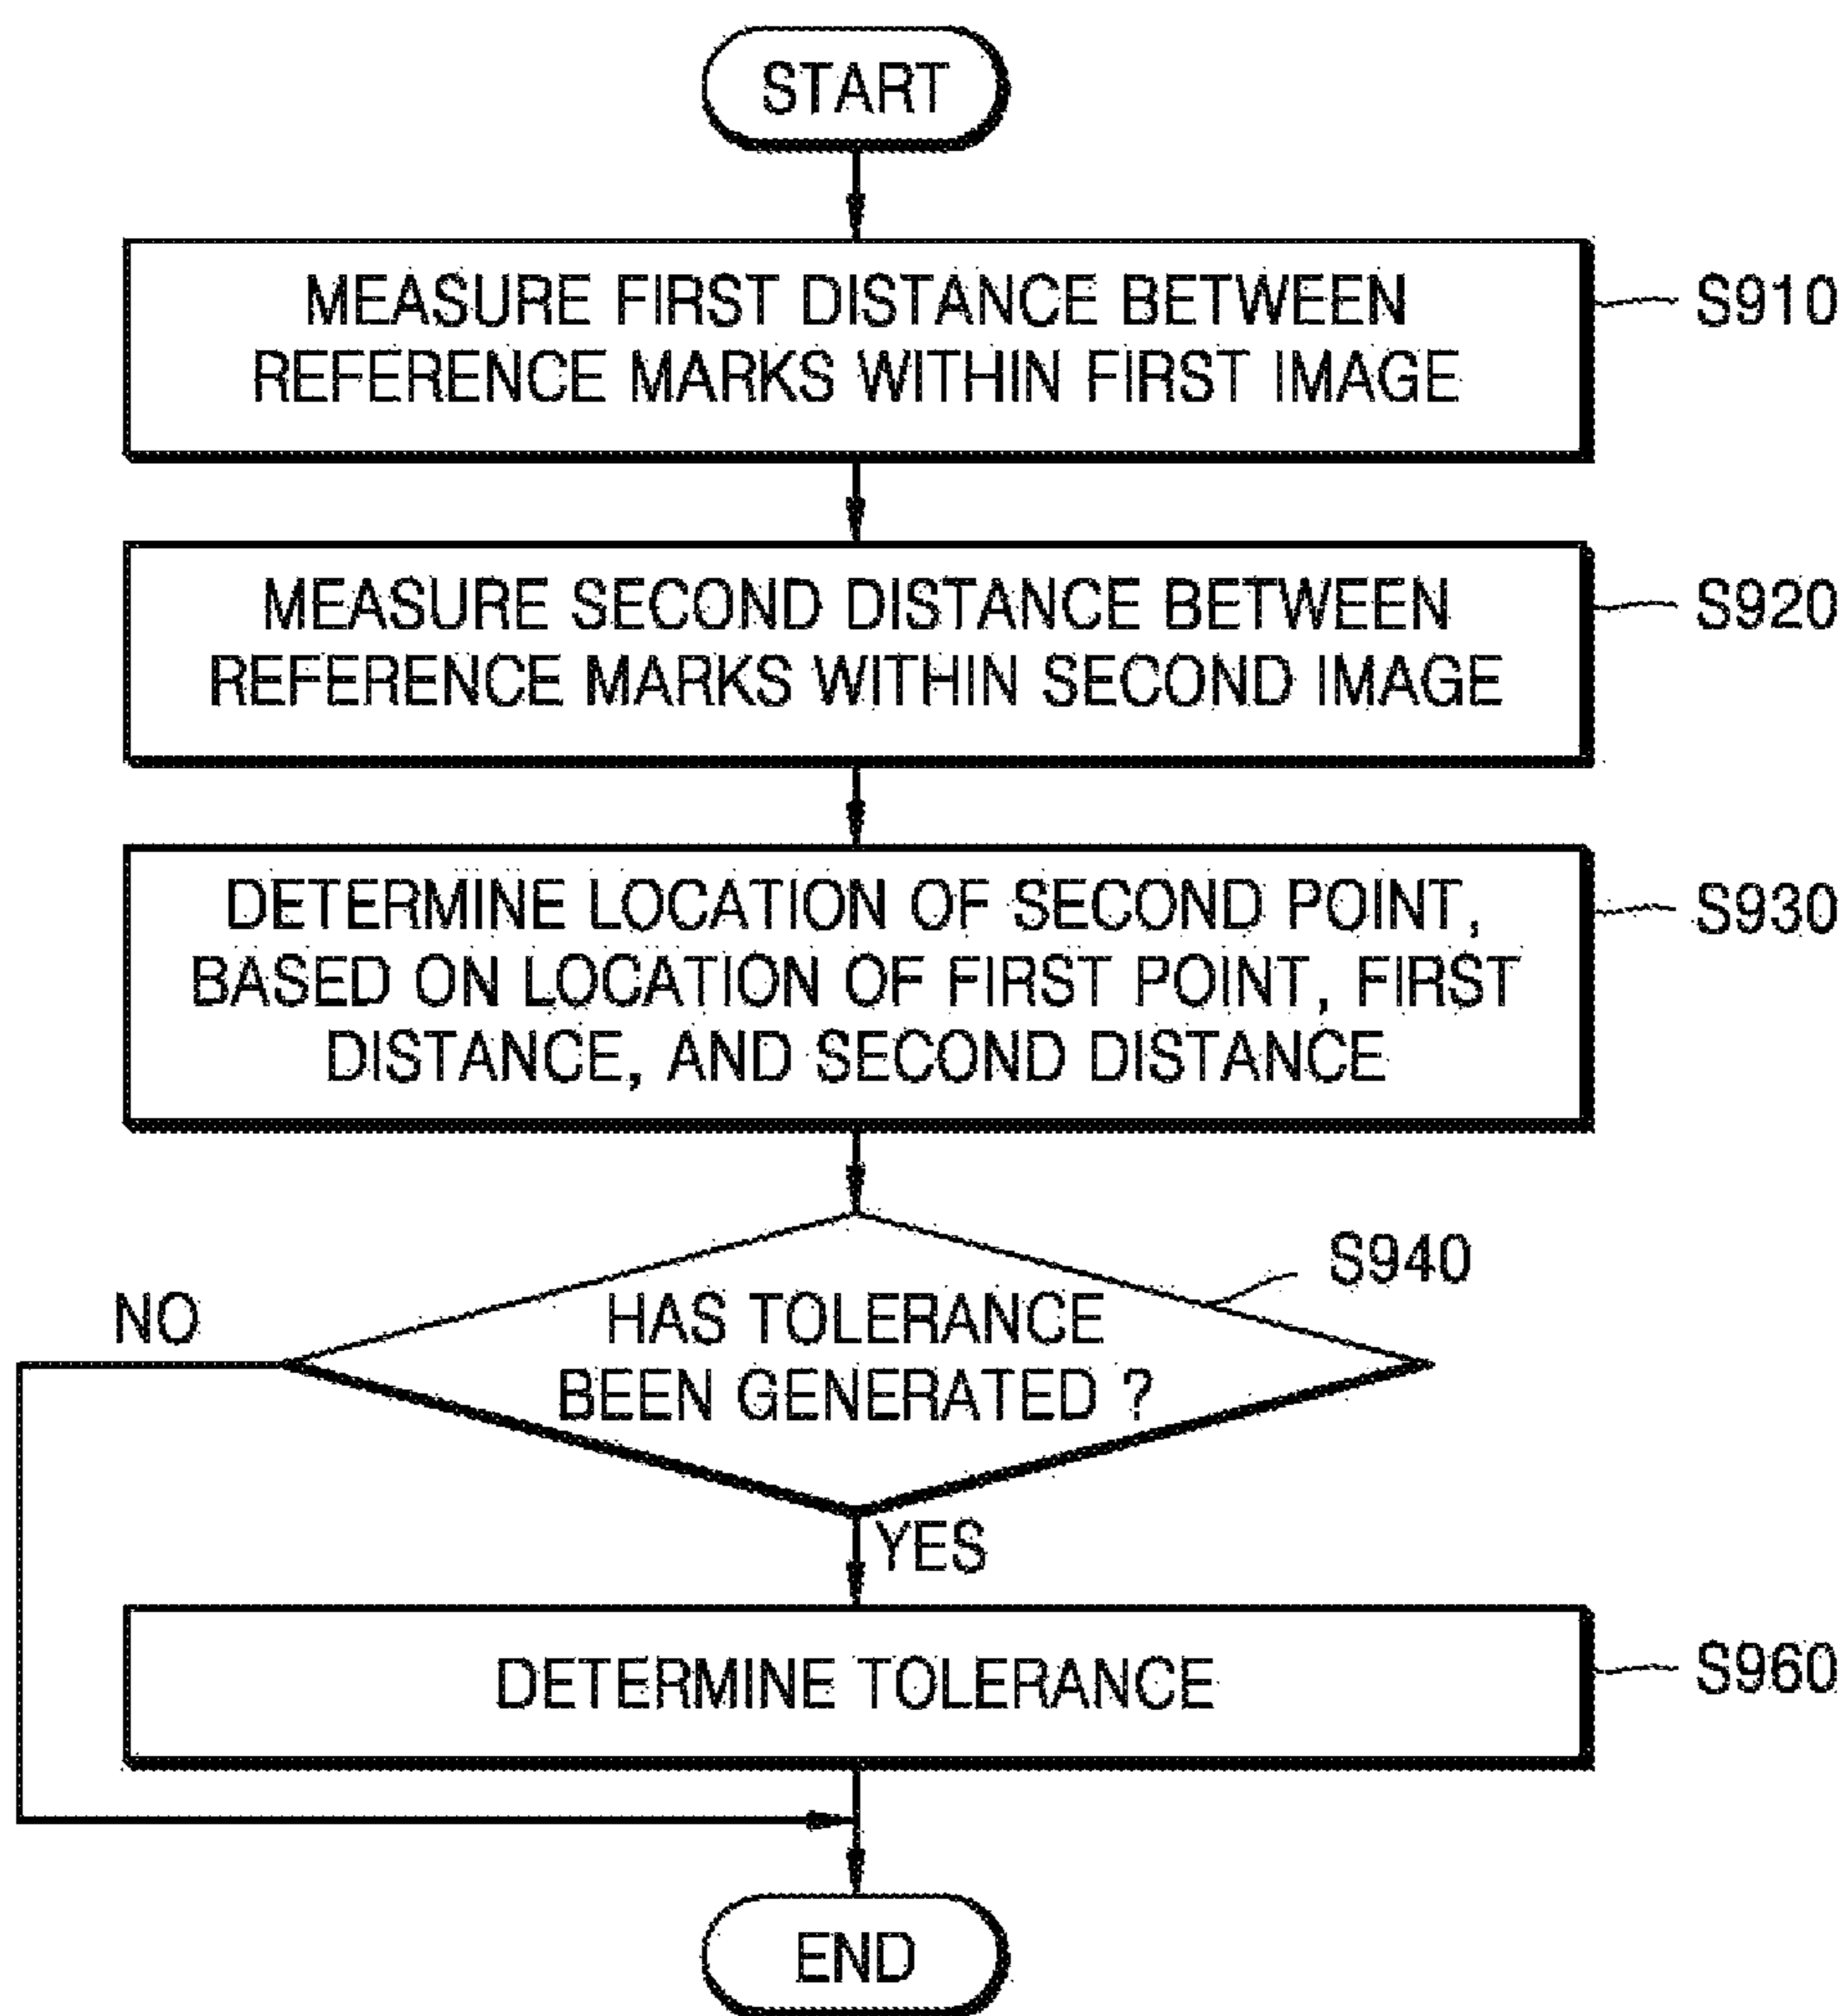 START
MEASURE FIRST DISTANCE BETWEEN
REFERENCE MARKS WITHIN FIRST IMAGE
S910
MEASURE SECOND DISTANCE BETWEEN
REFERENCE MARKS WITHIN SECOND IMAGE
S920
DETERMINE LOCATION OF SECOND POINT,
BASED ON LOCATION OF FIRST POINT, FIRST
DISTANCE, AND SECOND DISTANCE
S930
S940
NO
HAS TOLERANCE
BEEN GENERATED ?
YES
DETERMINE TOLERANCE
S960
END